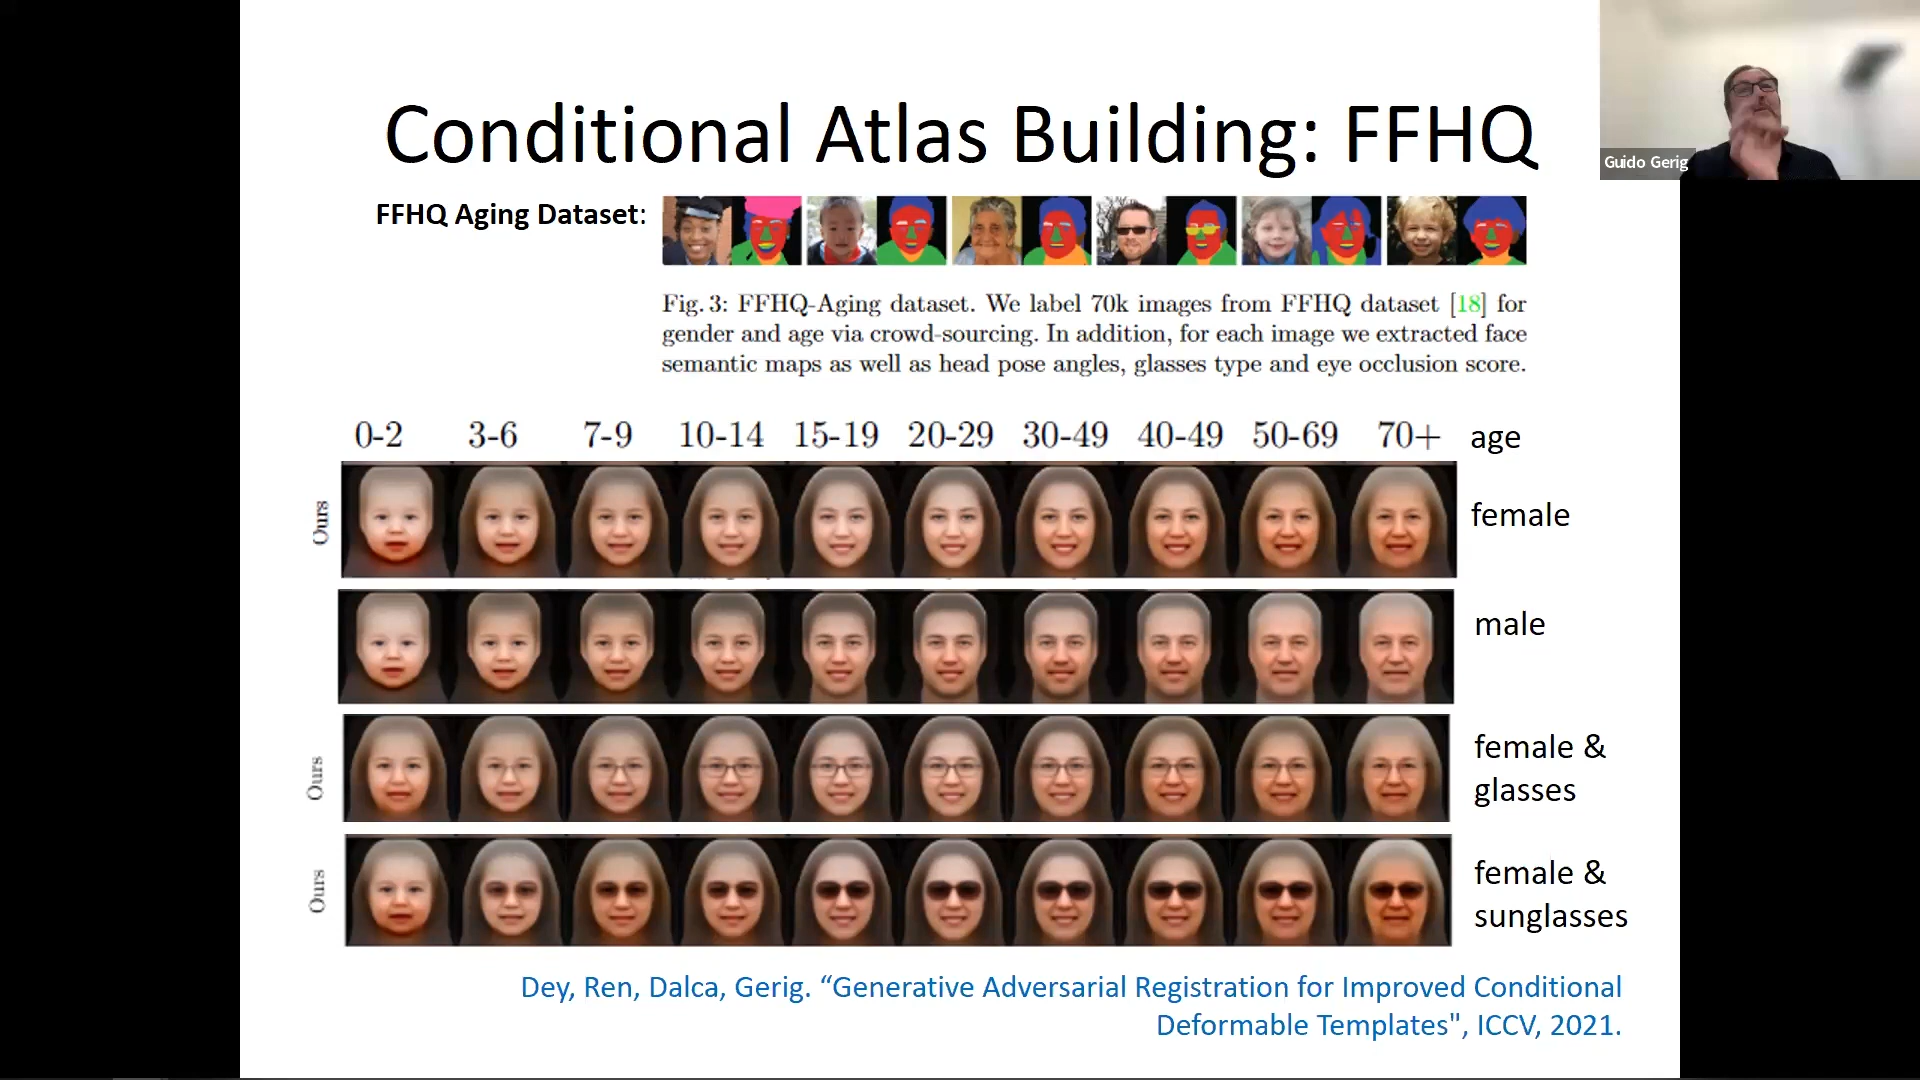 Conditional Atlas Building: FFHQ
Guido Gerig
FFHQ Aging Dataset:
Fig. 3: FFHQ-Aging dataset. We label 70k images from FFHQ dataset [18] for
gender and age via crowd-sourcing. In addition, for each image we extracted face
semantic maps as well as head pose angles, glasses type and eye occlusion score.
0-2 3-6 7-9 10-14 15-19 20-29 30-49 40-49 50-69 70+ age
Ours
female
male
Ours
female &
glasses
Ours
female &
sunglasses
Dey, Ren, Dalca, Gerig. “Generative Adversarial Registration for Improved Conditional
Deformable Templates", ICCV, 2021.